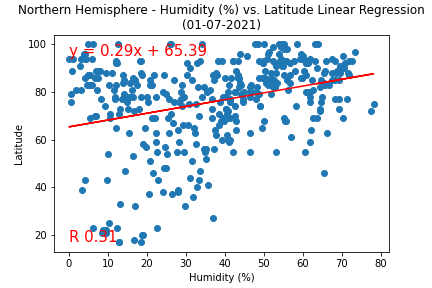 Northern Hemisphere - Humidity (%) vs. Latitude Linear Regression
(01-07-2021)
100
y = 0.29x + 65.39
80
60
40
20
R 0.31
Latitude
0 10 20 30 40 50 60 70 80
Humidity (%)